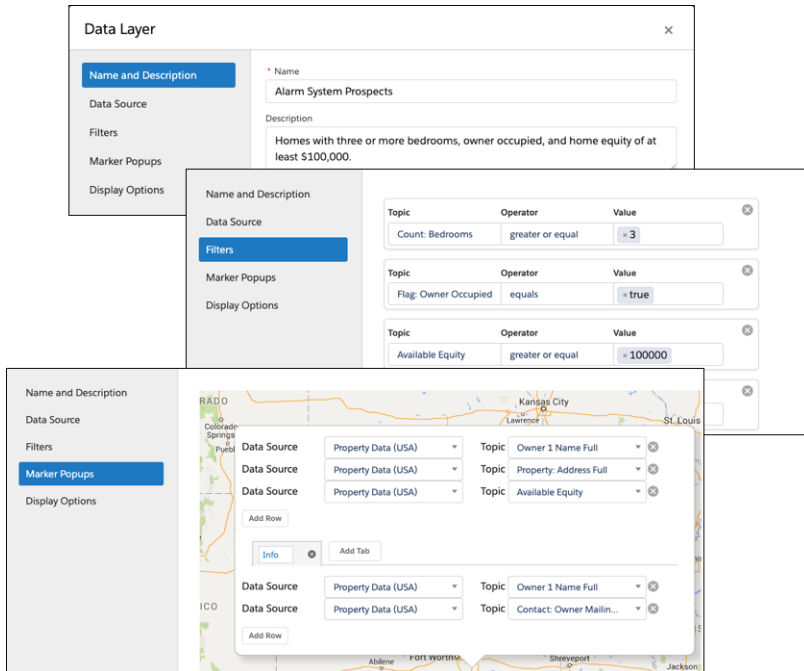 Data Layer
×
Name and Description
Data Source
Filters
Marker Popups
Display Options
* Name
Alarm System Prospects
Description
Homes with three or more bedrooms, owner occupied, and home equity of at
least $100,000.
Name and Description
Data Source
Filters
Marker Popups
Display Options
Topic Operator Value
Count: Bedrooms greater or equal × 3
Topic Operator Value
Flag: Owner Occupied equals × true
Topic Operator Value
Available Equity greater or equal × 100000
Name and Description
Data Source
Filters
Marker Popups
Display Options
RADO
Colorado
Springs
Kansas City
Lawrence
St. Louis
Data Source Property Data (USA) Topic Owner 1 Name Full
Data Source Property Data (USA) Topic Property: Address Full
Data Source Property Data (USA) Topic Available Equity
Add Row
Info Add Tab
Data Source Property Data (USA) Topic Owner 1 Name Full
Data Source Property Data (USA) Topic Contact: Owner Mailin...
Add Row
ICO
Abilene
Fort Worth
Shreveport
Jackson